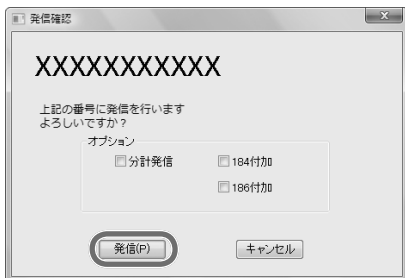 発信確認
XXXXXXXXXXX
上記の番号に発信を行います
よろしいですか？
オプション
分計発信 184付加
186付加
発信(P) キャンセル